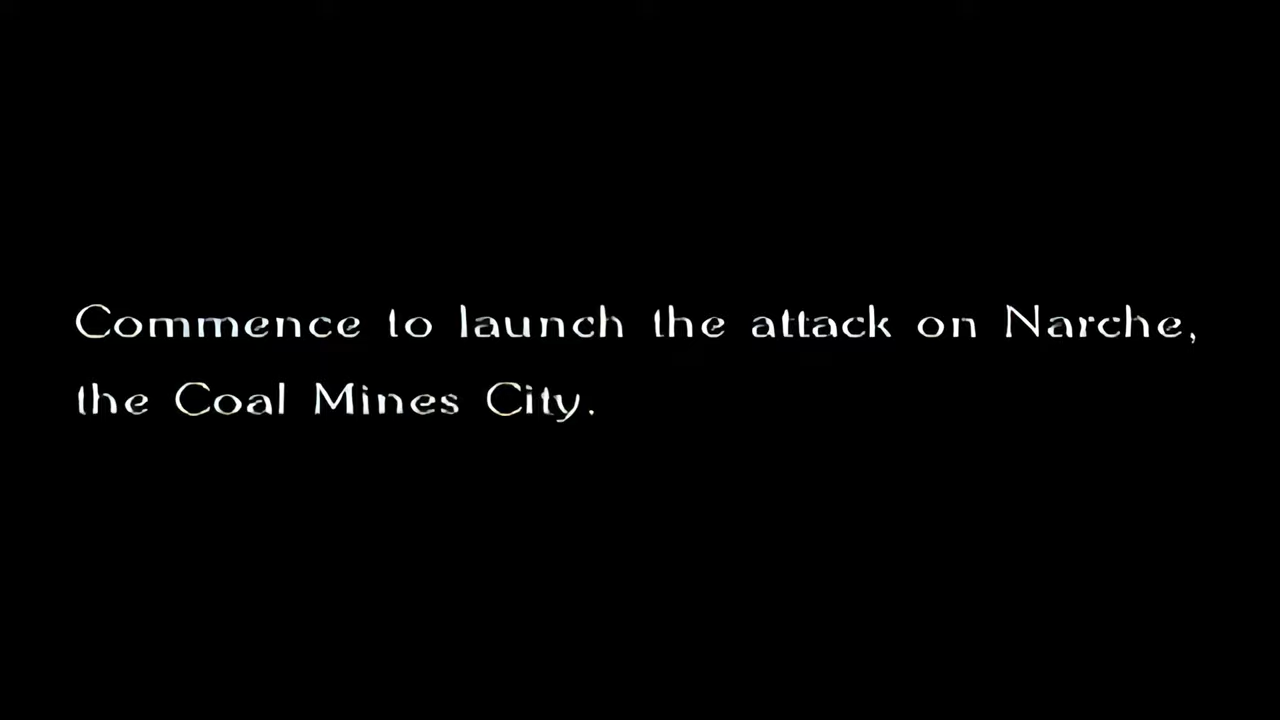 Commence to launch the attack on Narche,
the Coal Mines City.